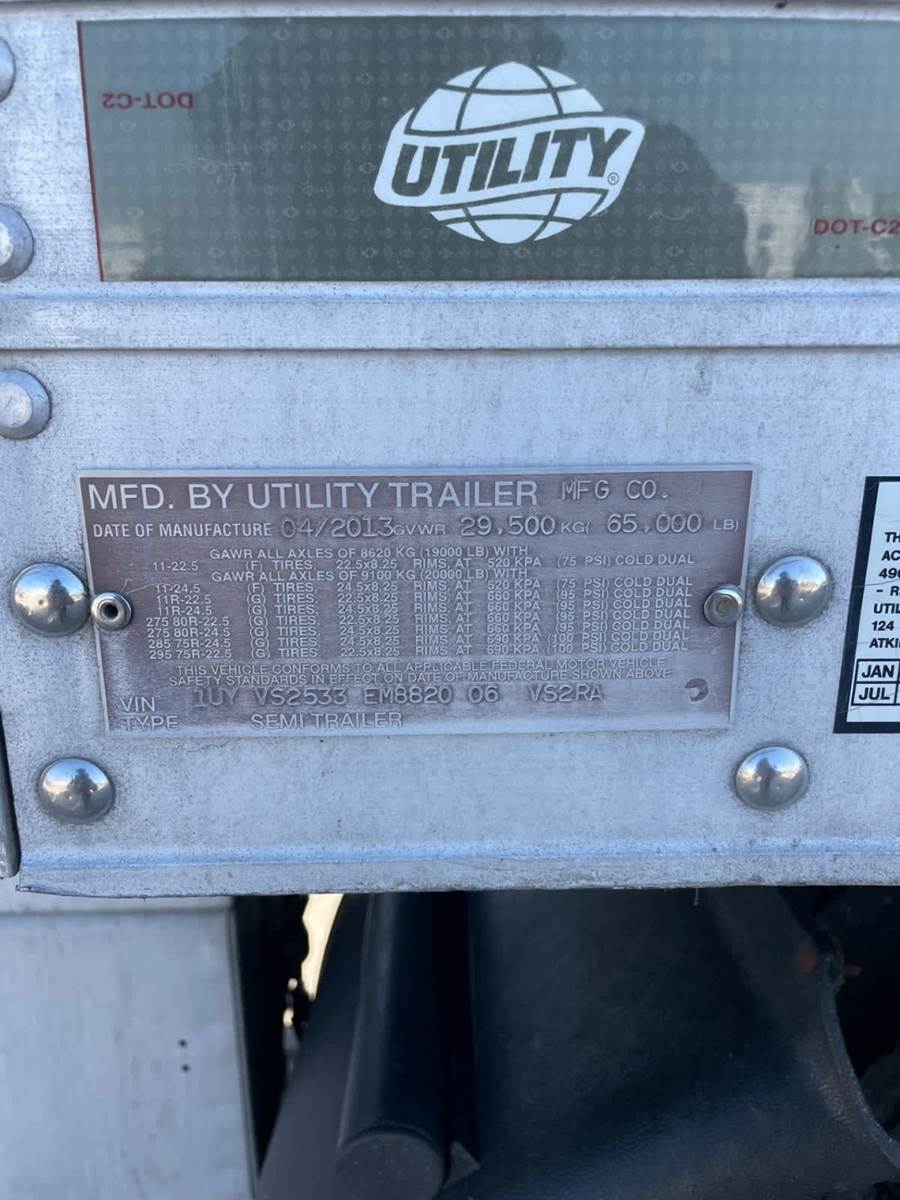 DOT-C2
UTILITY®
DOT-C2
MFD. BY UTILITY TRAILER MFG CO.
DATE OF MANUFACTURE 04/2013 GVWR 29,500 KG( 65,000 LB)
GAWR ALL AXLES OF 8620 KG (19000 LB) WITH
11-22.5 (F) TIRES. 22.5x8.25 RIMS. AT 520 KPA (75 PSI) COLD DUAL
GAWR ALL AXLES OF 9100 KG (20000 LB) WITH
11-24.5 (F) TIRES. 24.5x8.25 RIMS. AT 520 KPA (75 PSI) COLD DUAL
11R-22.5 (G) TIRES. 22.5x8.25 RIMS. AT 660 KPA (95 PSI) COLD DUAL
11R-24.5 (G) TIRES. 24.5x8.25 RIMS. AT 660 KPA (95 PSI) COLD DUAL
275 80R-22.5 (G) TIRES. 22.5x8.25 RIMS. AT 660 KPA (95 PSI) COLD DUAL
275 80R-24.5 (G) TIRES. 24.5x8.25 RIMS. AT 660 KPA (95 PSI) COLD DUAL
285 75R-24.5 (G) TIRES. 24.5x8.25 RIMS. AT 690 KPA (100 PSI) COLD DUAL
295 75R-22.5 (G) TIRES. 22.5x8.25 RIMS. AT 690 KPA (100 PSI) COLD DUAL
THIS VEHICLE CONFORMS TO ALL APPLICABLE FEDERAL MOTOR VEHICLE
SAFETY STANDARDS IN EFFECT ON DATE OF MANUFACTURE SHOWN ABOVE
VIN 1UY VS2533 EM8820 06 VS2RA
TYPE SEMI TRAILER
TH
AC
49
- R
UTIL
124
ATKI
JAN
JUL